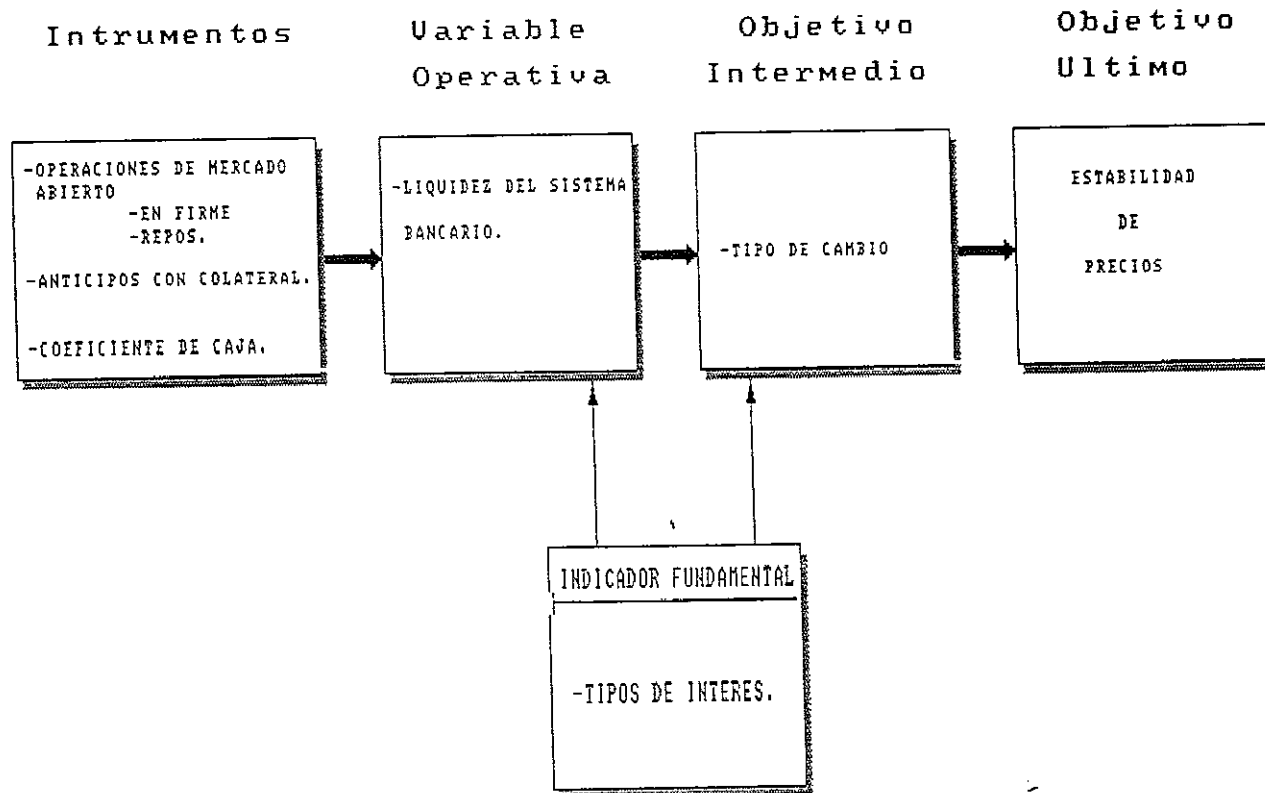 Intrumentos
Variable
Operativa
Objetivo
Intermedio
Objetivo
Ultimo
-OPERACIONES DE MERCADO
ABIERTO
-EN FIRME
-REPOS.
-ANTICIPOS CON COLATERAL.
-COEFICIENTE DE CAJA.
-LIQUIDEZ DEL SISTEMA
BANCARIO.
-TIPO DE CAMBIO
ESTABILIDAD
DE
PRECIOS
INDICADOR FUNDAMENTAL
-TIPOS DE INTERES.